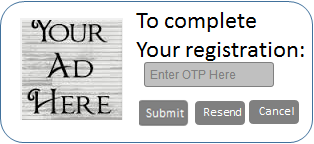 Your
Ad
Here
To complete
Your registration:
Enter OTP Here
Submit
Resend
Cancel